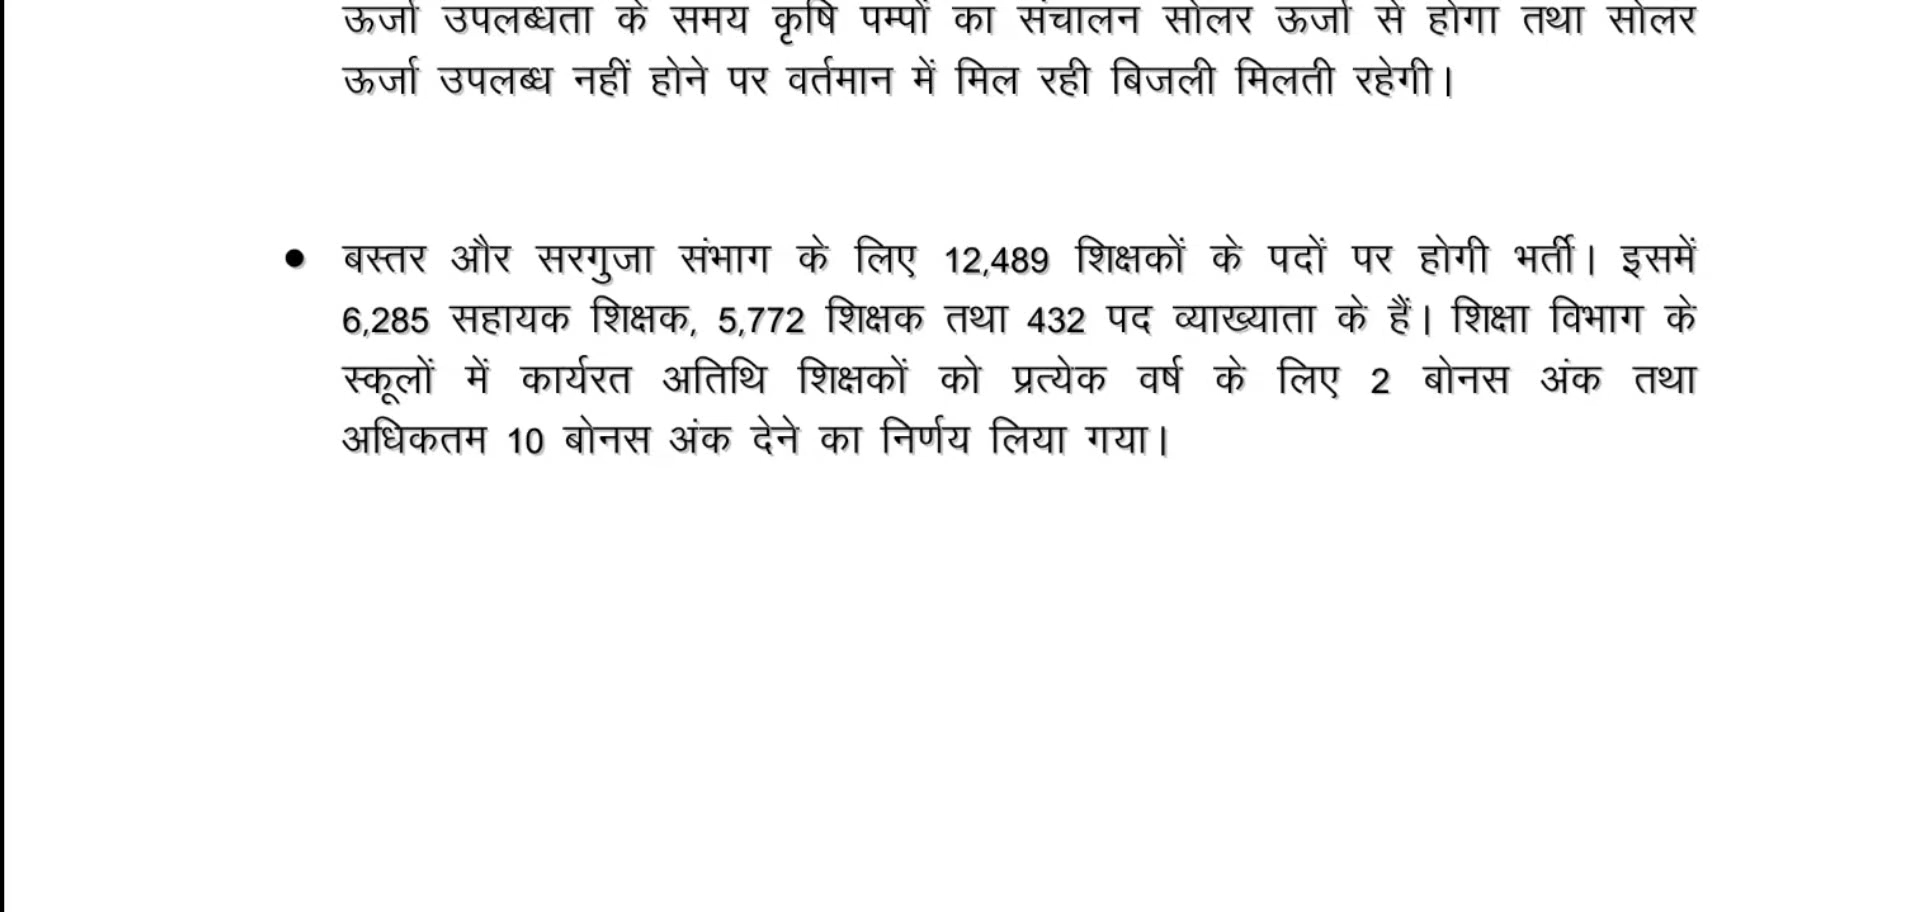 ऊर्जा उपलब्धता के समय कृषि पम्पों का संचालन सोलर ऊर्जा से होगा तथा सोलर
ऊर्जा उपलब्ध नहीं होने पर वर्तमान में मिल रही बिजली मिलती रहेगी।
● बस्तर और सरगुजा संभाग के लिए 12,489 शिक्षकों के पदों पर होगी भर्ती। इसमें
6,285 सहायक शिक्षक, 5,772 शिक्षक तथा 432 पद व्याख्याता के हैं। शिक्षा विभाग के
स्कूलों में कार्यरत अतिथि शिक्षकों को प्रत्येक वर्ष के लिए 2 बोनस अंक तथा
अधिकतम 10 बोनस अंक देने का निर्णय लिया गया।